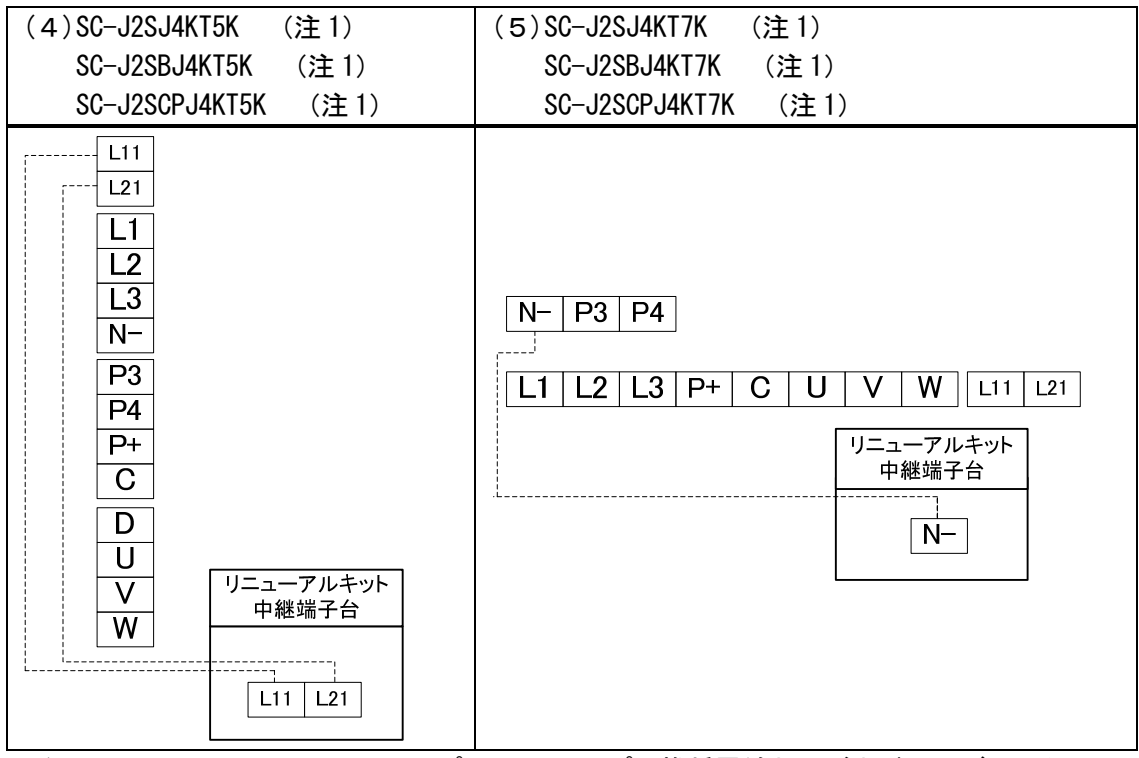 (4)SC-J2SJ4KT5K (注1)
SC-J2SBJ4KT5K (注1)
SC-J2SCPJ4KT5K (注1)
(5)SC-J2SJ4KT7K (注1)
SC-J2SBJ4KT7K (注1)
SC-J2SCPJ4KT7K (注1)
L11
L21
L1
L2
L3
N-
P3
P4
P+
C
D
U
V
W
リニューアルキット
中継端子台
L11 L21
N- P3 P4
L1 L2 L3 P+ C U V W L11 L21
リニューアルキット
中継端子台
N-